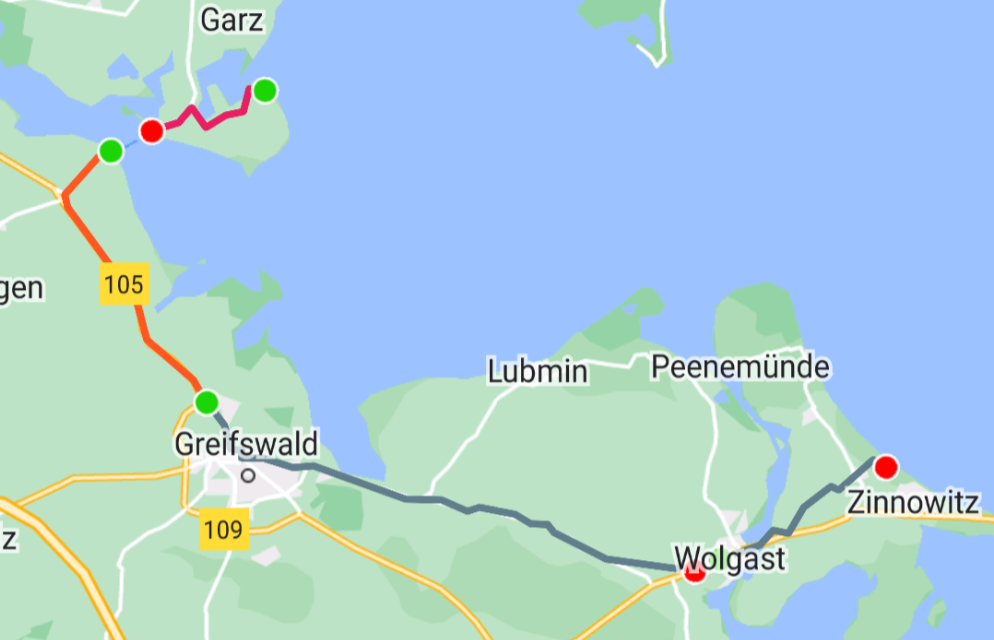 Garz
105
gen
Lubmin
Peenemünde
Greifswald
Zinnowitz
109
z
Wolgast